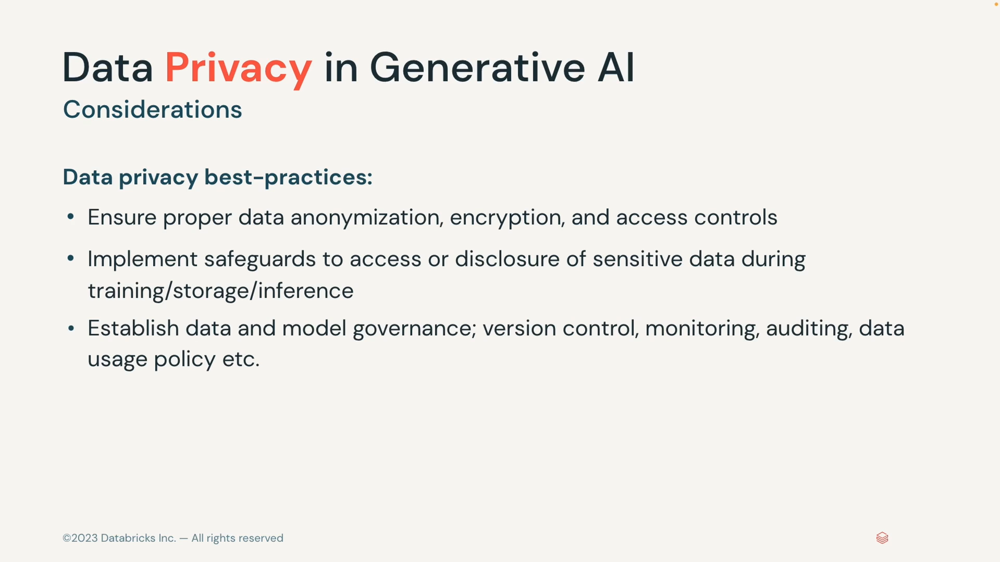 Data Privacy in Generative AI
Considerations
Data privacy best-practices:
• Ensure proper data anonymization, encryption, and access controls
• Implement safeguards to access or disclosure of sensitive data during
training/storage/inference
• Establish data and model governance; version control, monitoring, auditing, data
usage policy etc.
©2023 Databricks Inc. — All rights reserved